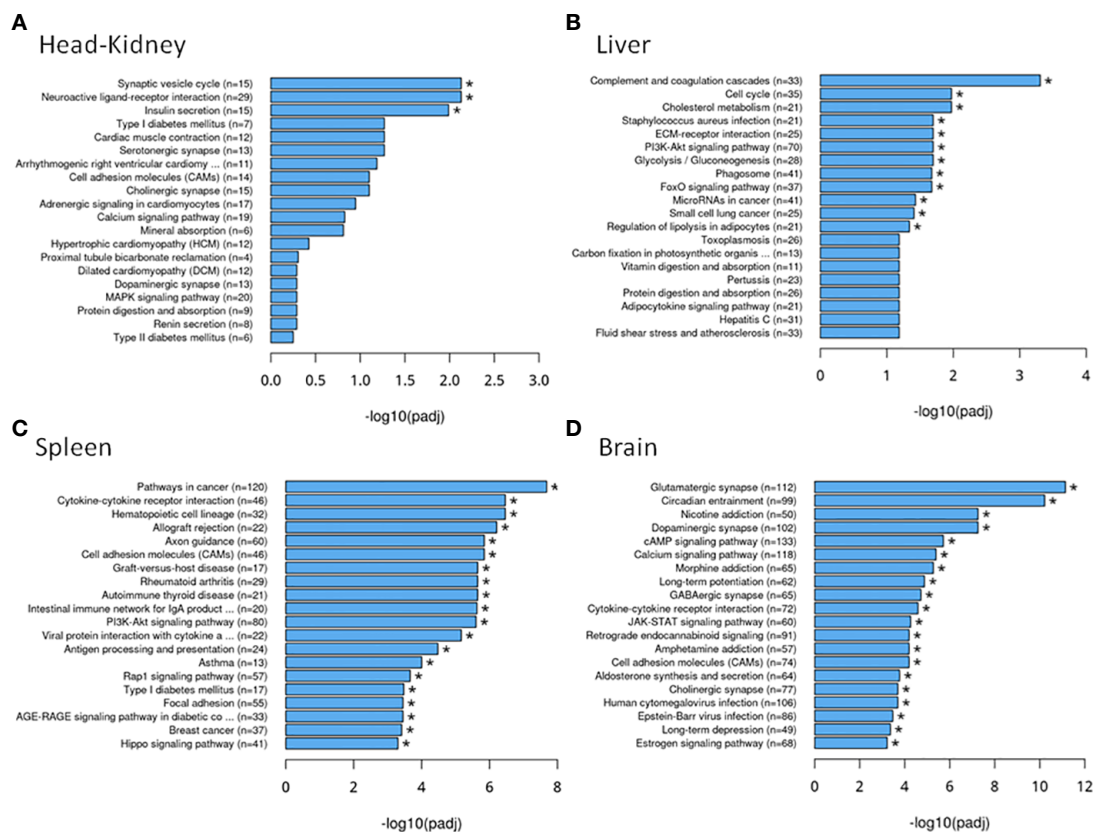 A
Head-Kidney
Synaptic vesicle cycle (n=15) *
Neuroactive ligand-receptor interaction (n=29) *
Insulin secretion (n=15) *
Type I diabetes mellitus (n=7)
Cardiac muscle contraction (n=12)
Serotonergic synapse (n=13)
Arrhythmogenic right ventricular cardiomy ... (n=11)
Cell adhesion molecules (CAMs) (n=14)
Cholinergic synapse (n=15)
Adrenergic signaling in cardiomyocytes (n=17)
Calcium signaling pathway (n=19)
Mineral absorption (n=6)
Hypertrophic cardiomyopathy (HCM) (n=12)
Proximal tubule bicarbonate reclamation (n=4)
Dilated cardiomyopathy (DCM) (n=12)
Dopaminergic synapse (n=13)
MAPK signaling pathway (n=20)
Protein digestion and absorption (n=9)
Renin secretion (n=8)
Type II diabetes mellitus (n=6)
0.0 0.5 1.0 1.5 2.0 2.5 3.0
-log10(padj)
B
Liver
Complement and coagulation cascades (n=33) *
Cell cycle (n=35) *
Cholesterol metabolism (n=21) *
Staphylococcus aureus infection (n=21) *
ECM-receptor interaction (n=25) *
PI3K-Akt signaling pathway (n=70) *
Glycolysis / Gluconeogenesis (n=28) *
Phagosome (n=41) *
FoxO signaling pathway (n=37) *
MicroRNAs in cancer (n=41) *
Small cell lung cancer (n=25) *
Regulation of lipolysis in adipocytes (n=21) *
Toxoplasmosis (n=26)
Carbon fixation in photosynthetic organis ... (n=13)
Vitamin digestion and absorption (n=11)
Pertussis (n=23)
Protein digestion and absorption (n=26)
Adipocytokine signaling pathway (n=21)
Hepatitis C (n=31)
Fluid shear stress and atherosclerosis (n=33)
0 1 2 3 4
-log10(padj)
C
Spleen
Pathways in cancer (n=120) *
Cytokine-cytokine receptor interaction (n=46) *
Hematopoietic cell lineage (n=32) *
Allograft rejection (n=22) *
Axon guidance (n=60) *
Cell adhesion molecules (CAMs) (n=46) *
Graft-versus-host disease (n=17) *
Rheumatoid arthritis (n=29) *
Autoimmune thyroid disease (n=21) *
Intestinal immune network for IgA product ... (n=20) *
PI3K-Akt signaling pathway (n=80) *
Viral protein interaction with cytokine a ... (n=22) *
Antigen processing and presentation (n=24) *
Asthma (n=13) *
Rap1 signaling pathway (n=57) *
Type I diabetes mellitus (n=17) *
Focal adhesion (n=55) *
AGE-RAGE signaling pathway in diabetic co ... (n=33) *
Breast cancer (n=37) *
Hippo signaling pathway (n=41) *
0 2 4 6 8
-log10(padj)
D
Brain
Glutamatergic synapse (n=112) *
Circadian entrainment (n=99) *
Nicotine addiction (n=50) *
Dopaminergic synapse (n=102) *
cAMP signaling pathway (n=133) *
Calcium signaling pathway (n=118) *
Morphine addiction (n=65) *
Long-term potentiation (n=62) *
GABAergic synapse (n=65) *
Cytokine-cytokine receptor interaction (n=72) *
JAK-STAT signaling pathway (n=60) *
Retrograde endocannabinoid signaling (n=91) *
Amphetamine addiction (n=57) *
Cell adhesion molecules (CAMs) (n=74) *
Aldosterone synthesis and secretion (n=64) *
Cholinergic synapse (n=77) *
Human cytomegalovirus infection (n=106) *
Epstein-Barr virus infection (n=86) *
Long-term depression (n=49) *
Estrogen signaling pathway (n=68) *
0 2 4 6 8 10 12
-log10(padj)